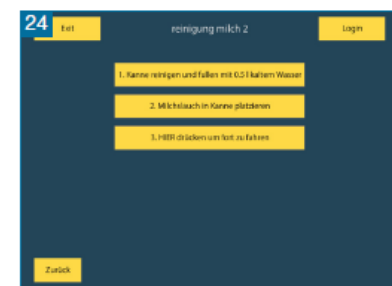 24
Exit
reinigung milch 2
Login
1. Kanne reinigen und füllen mit 0.5 l kaltem Wasser
2. Milchslauch in Kanne platzieren
3. HIER drücken um fort zu fahren
Zurück